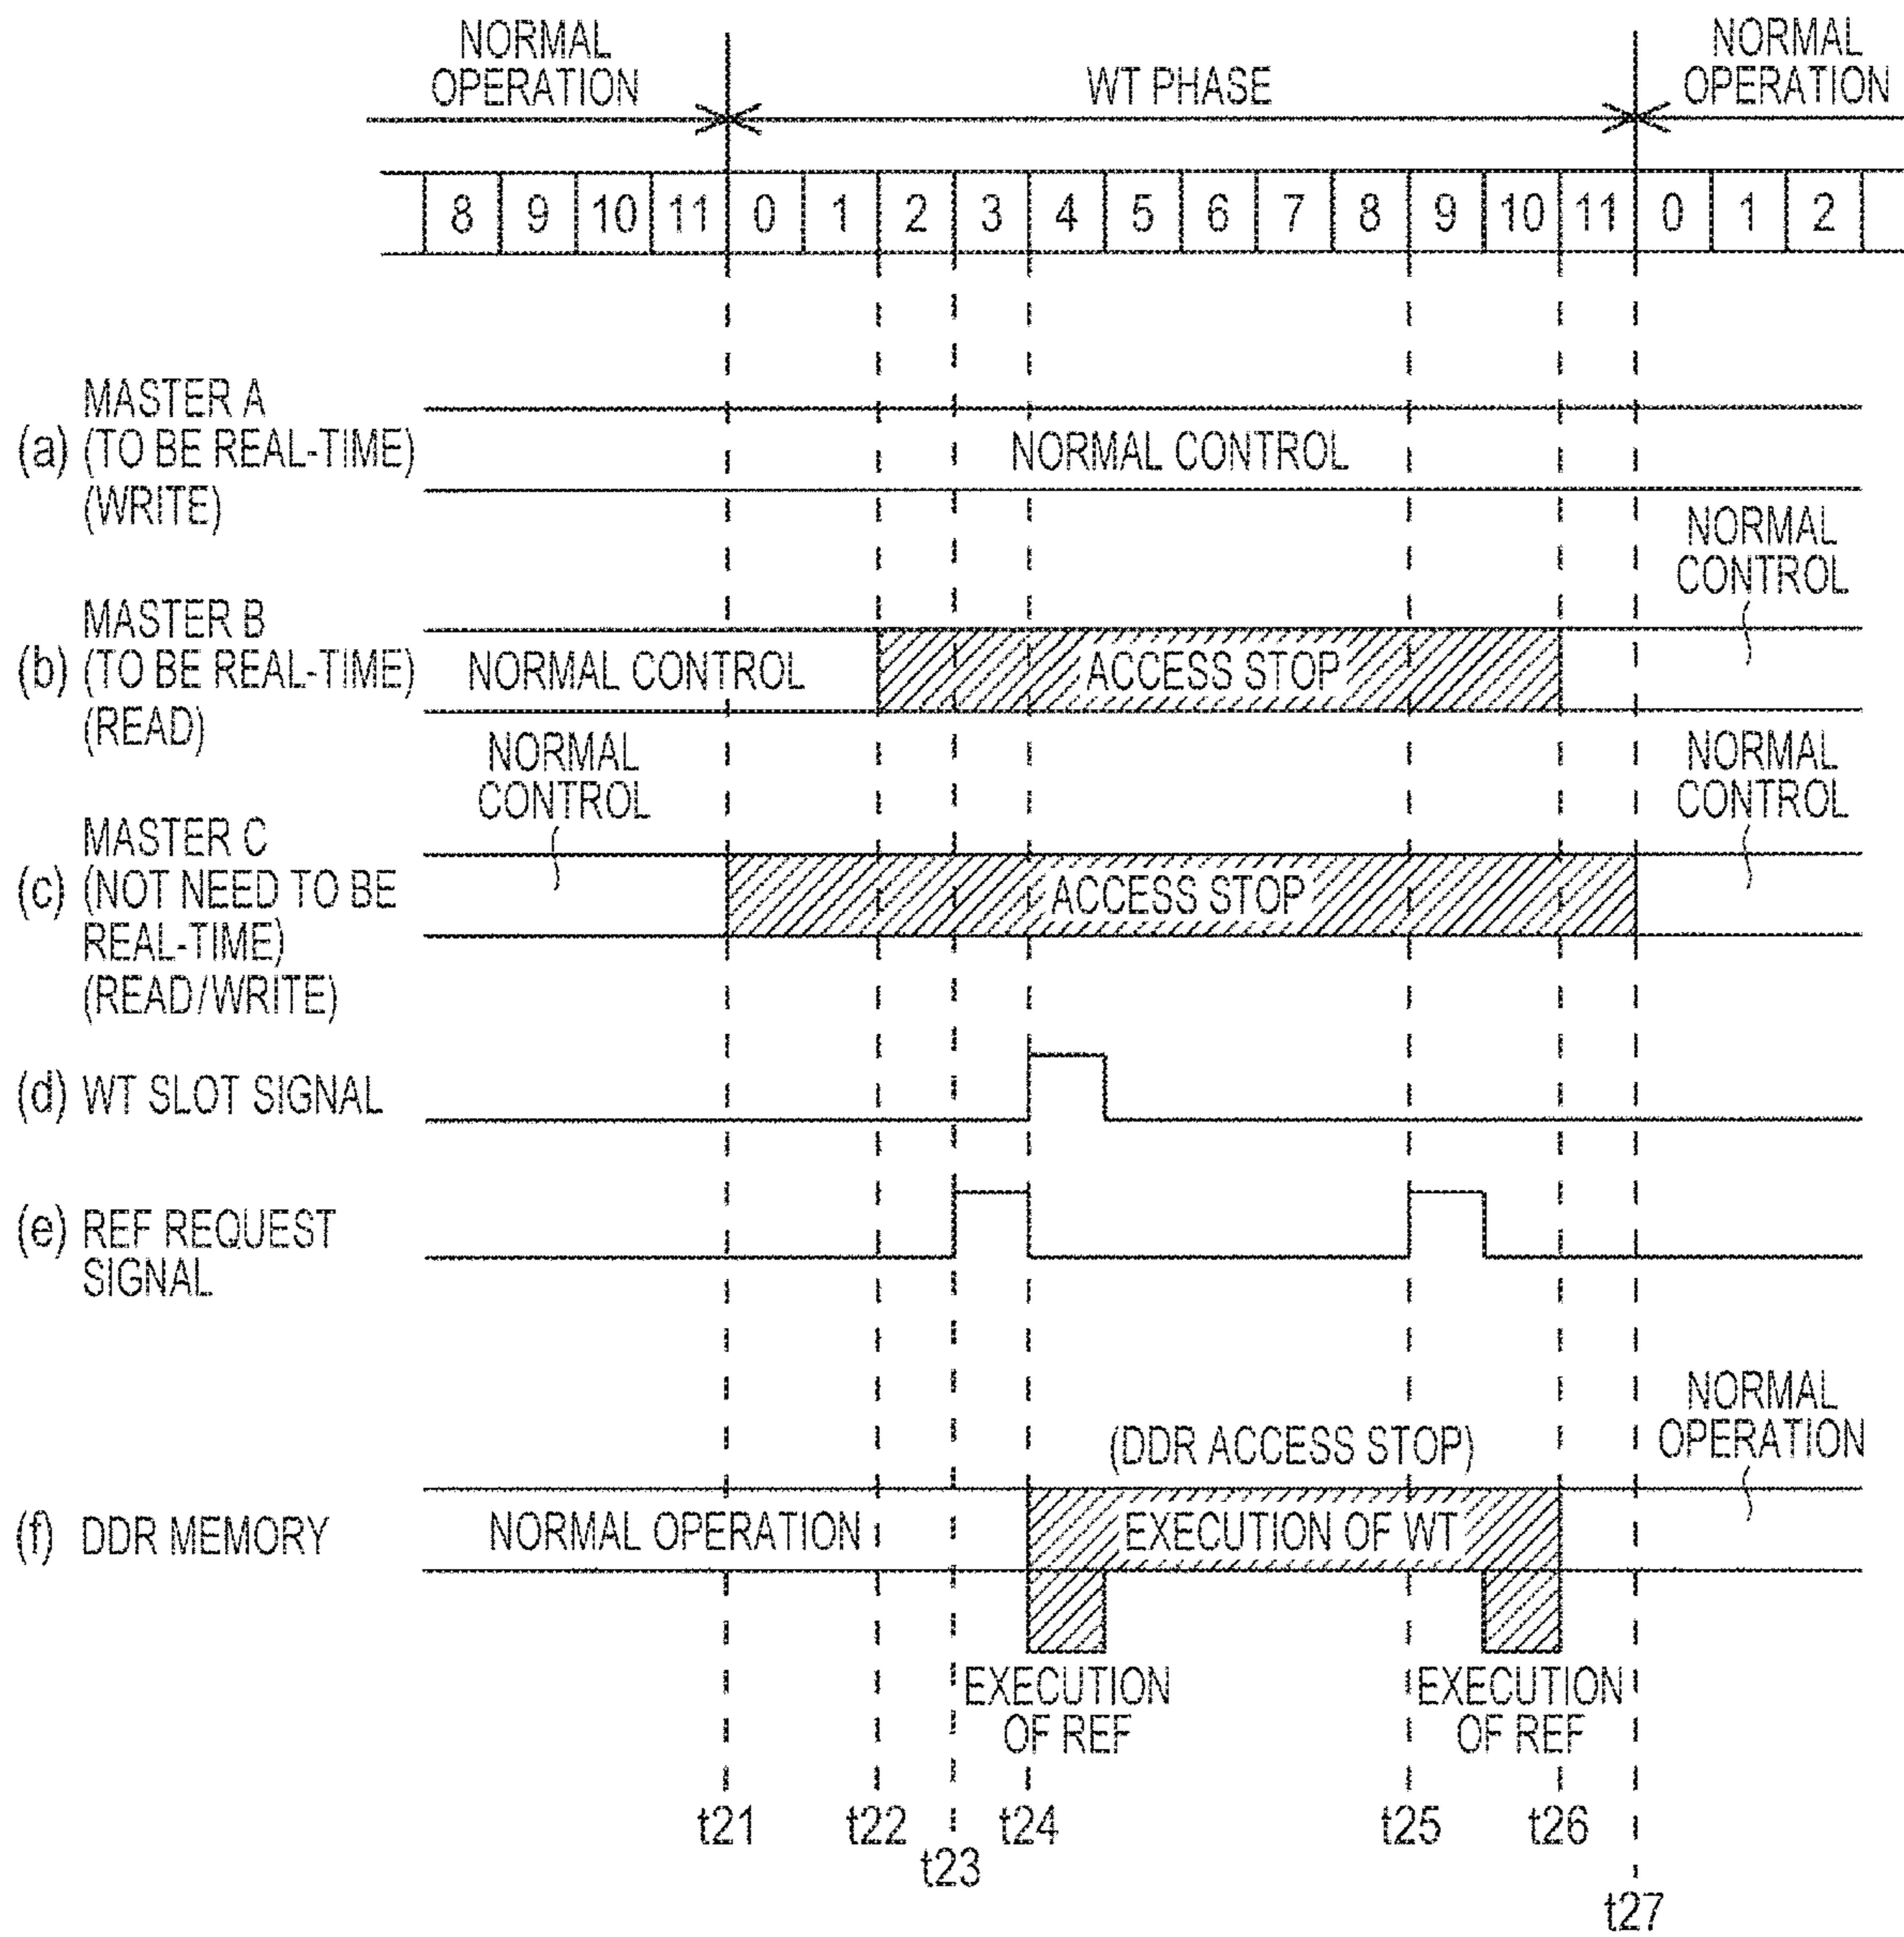 NORMAL
OPERATION
WT PHASE
NORMAL
OPERATION
8 9 10 11 0 1 2 3 4 5 6 7 8 9 10 11 0 1 2
(a) MASTER A
(TO BE REAL-TIME)
(WRITE)
NORMAL CONTROL
NORMAL
CONTROL
(b) MASTER B
(TO BE REAL-TIME)
(READ)
NORMAL CONTROL
ACCESS STOP
NORMAL
CONTROL
NORMAL
CONTROL
(c) MASTER C
(NOT NEED TO BE
REAL-TIME)
(READ/WRITE)
ACCESS STOP
(d) WT SLOT SIGNAL
(e) REF REQUEST
SIGNAL
(DDR ACCESS STOP)
NORMAL
OPERATION
(f) DDR MEMORY
NORMAL OPERATION
EXECUTION OF WT
EXECUTION
OF REF
EXECUTION
OF REF
t21
t22
t23
t24
t25
t26
t27